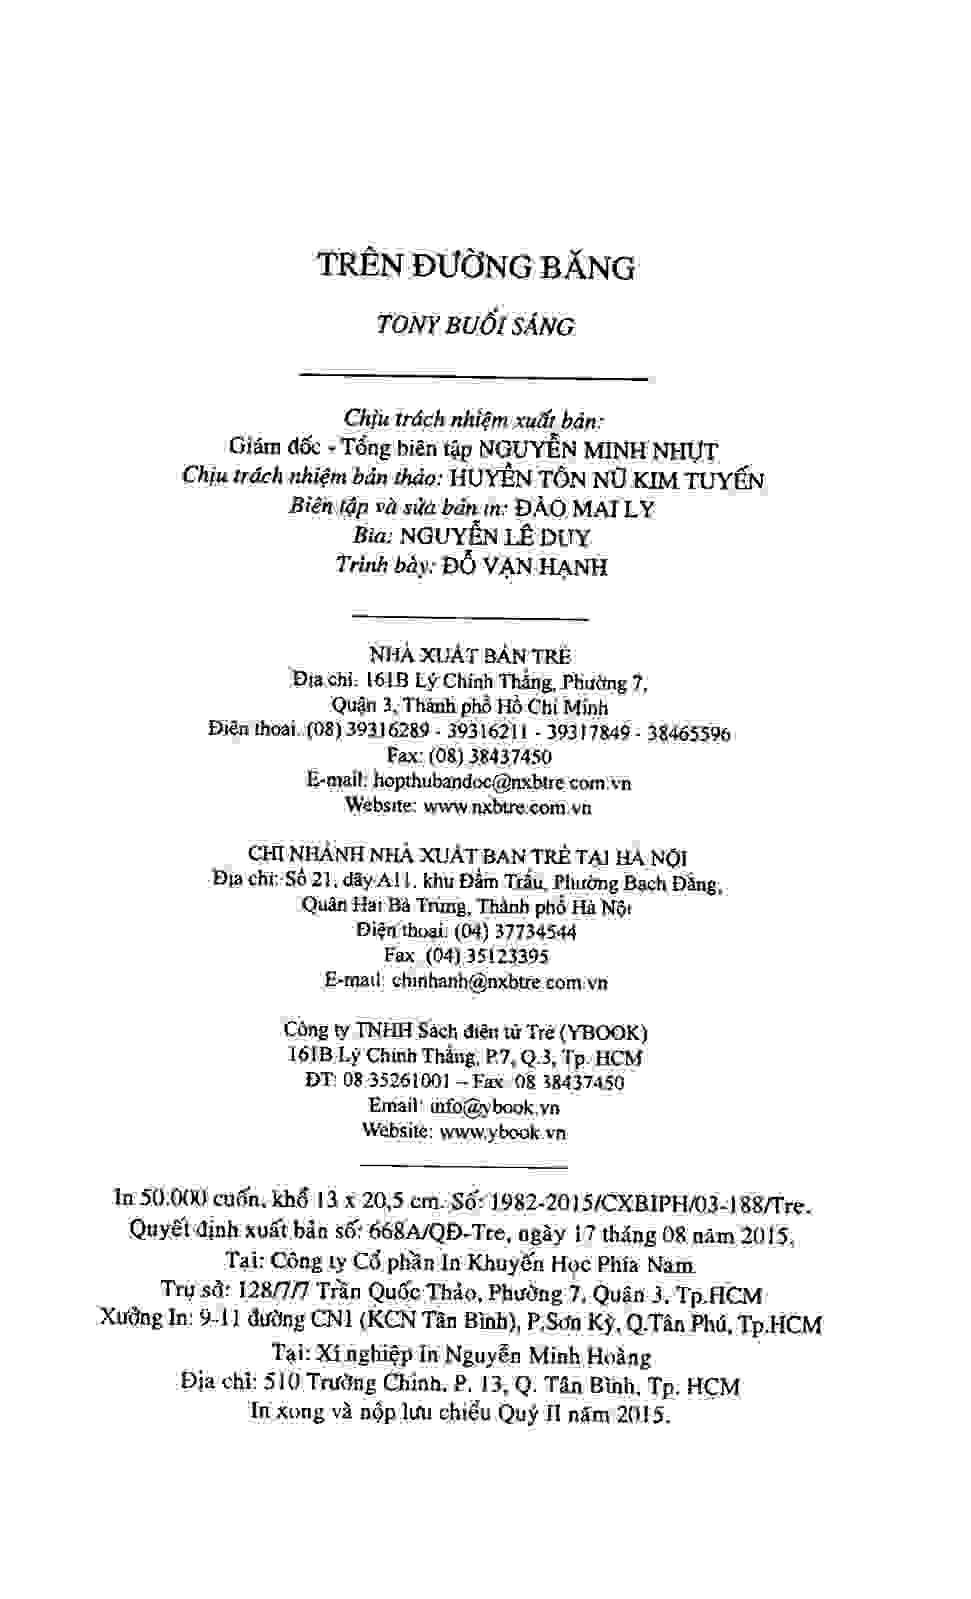 TRÊN ĐƯỜNG BĂNG
TONY BUỔI SÁNG
Chịu trách nhiệm xuất bản:
Giám đốc - Tổng biên tập NGUYỄN MINH NHỰT
Chịu trách nhiệm bản thảo: HUYỀN TÔN NỮ KIM TUYẾN
Biên tập và sửa bản in: ĐÀO MAI LY
Bìa: NGUYỄN LÊ DUY
Trình bày: ĐỖ VẠN HẠNH
NHÀ XUẤT BẢN TRẺ
Địa chỉ: 161B Lý Chính Thắng, Phường 7,
Quận 3, Thành phố Hồ Chí Minh
Điện thoại: (08) 39316289 - 39316211 - 39317849 - 38465596
Fax: (08) 38437450
E-mail: hopthubandoc@nxbtre.com.vn
Website: www.nxbtre.com.vn
CHI NHÁNH NHÀ XUẤT BẢN TRẺ TẠI HÀ NỘI
Địa chỉ: Số 21, dãy A11, khu Đầm Trấu, Phường Bạch Đằng,
Quận Hai Bà Trưng, Thành phố Hà Nội
Điện thoại: (04) 37734544
Fax: (04) 35123395
E-mail: chinhanh@nxbtre.com.vn
Công ty TNHH Sách điện tử Trẻ (YBOOK)
161B Lý Chính Thắng, P.7, Q.3, Tp. HCM
ĐT: 08 35261001 – Fax: 08 38437450
Email: info@ybook.vn
Website: www.ybook.vn
In 50.000 cuốn, khổ 13 x 20,5 cm. Số: 1982-2015/CXBIPH/03-188/Tre.
Quyết định xuất bản số: 668A/QĐ-Tre, ngày 17 tháng 08 năm 2015.
Tại: Công ty Cổ phần In Khuyến Học Phía Nam
Trụ sở: 128/7/7 Trần Quốc Thảo, Phường 7, Quận 3, Tp.HCM
Xưởng In: 9-11 đường CN1 (KCN Tân Bình), P.Sơn Kỳ, Q.Tân Phú, Tp.HCM
Tại: Xí nghiệp In Nguyễn Minh Hoàng
Địa chỉ: 510 Trường Chinh, P. 13, Q. Tân Bình, Tp. HCM
In xong và nộp lưu chiểu Quý II năm 2015.